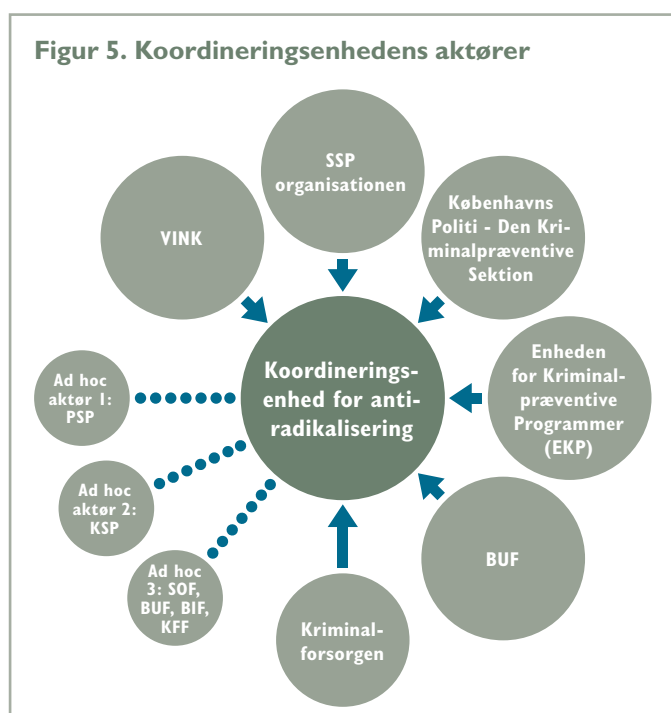 Figur 5. Koordineringsenhedens aktører
SSP
organisationen
Københavns
Politi - Den Kri-
minalpræventive
Sektion
VINK
Enheden
for Kriminal-
præventive
Programmer
(EKP)
Koordinerings-
enhed for anti-
radikalisering
Ad hoc
aktør 1:
PSP
Ad hoc
aktør 2:
KSP
BUF
Ad hoc
3: SOF,
BUF, BIF,
KFF
Kriminal-
forsorgen